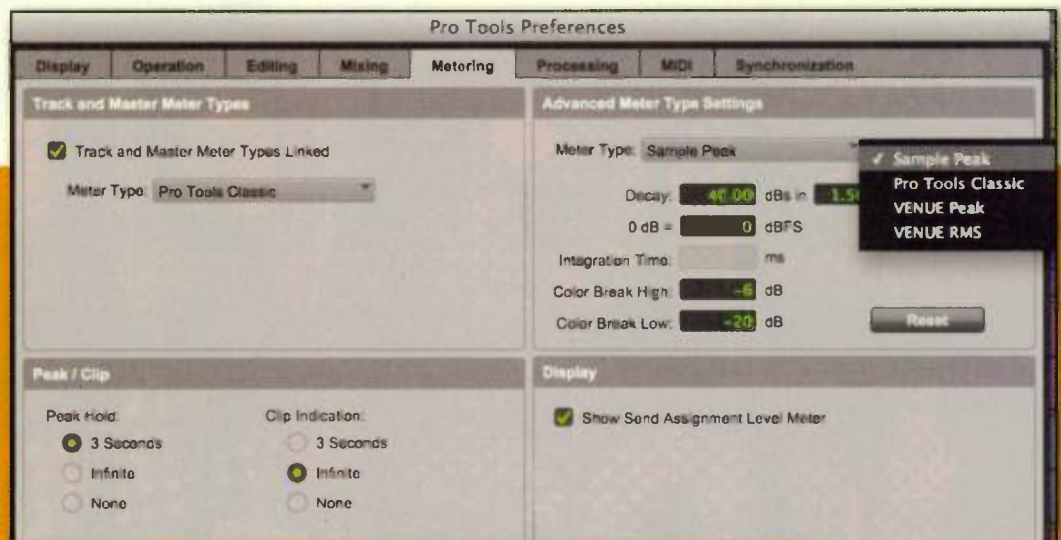 Pro Tools Preferences
Display Operation Editing Mixing Metering Processing MIDI Synchronization
Track and Master Meter Types
Track and Master Meter Types Linked
Meter Type: Pro Tools Classic
Advanced Meter Type Settings
Meter Type: Sample Peak
✓ Sample Peak
Pro Tools Classic
VENUE Peak
VENUE RMS
Decay: 40.00 dBs in
0 dB = 0 dBFS
Integration Time: ms
Color Break High: -6 dB
Color Break Low: -20 dB
Reset
Peak / Clip
Peak Hold:
3 Seconds
Infinite
None
Clip Indication:
3 Seconds
Infinite
None
Display
Show Send Assignment Level Meter